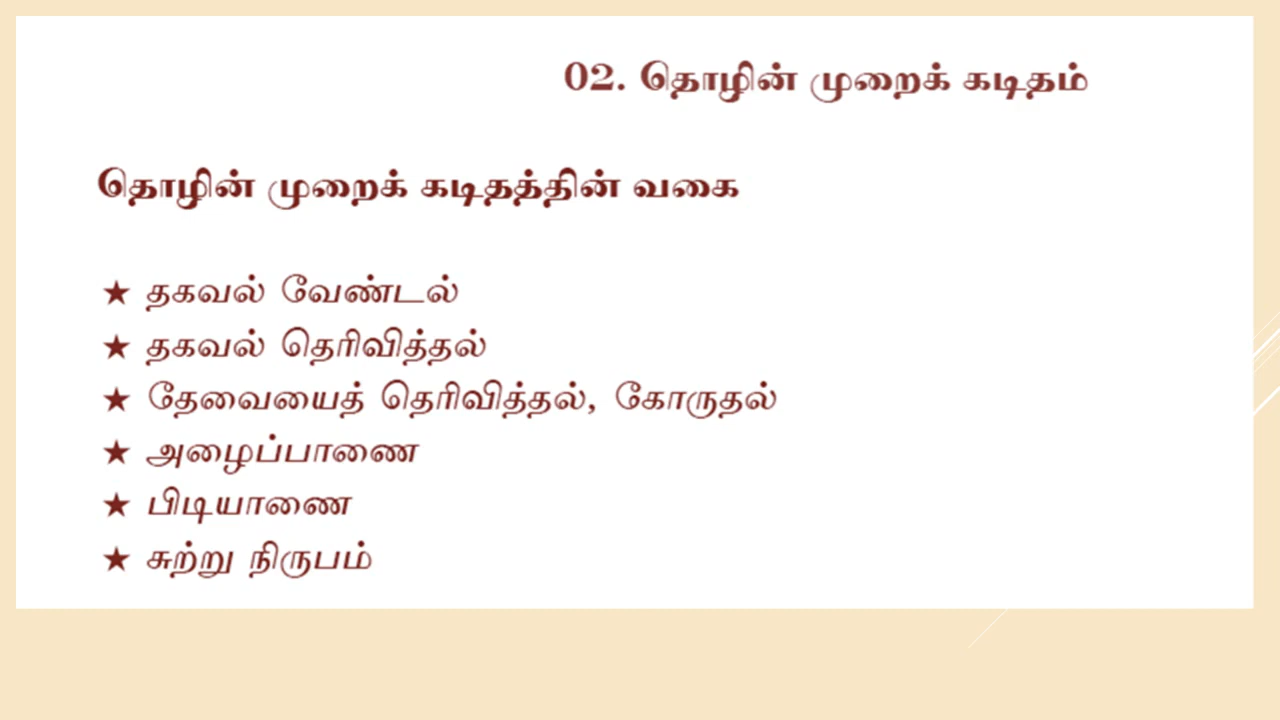 02. தொழின் முறைக் கடிதம்
தொழின் முறைக் கடிதத்தின் வகை
★ தகவல் வேண்டல்
★ தகவல் தெரிவித்தல்
★ தேவையைத் தெரிவித்தல், கோருதல்
★ அழைப்பாணை
★ பிடியாணை
★ சுற்று நிருபம்